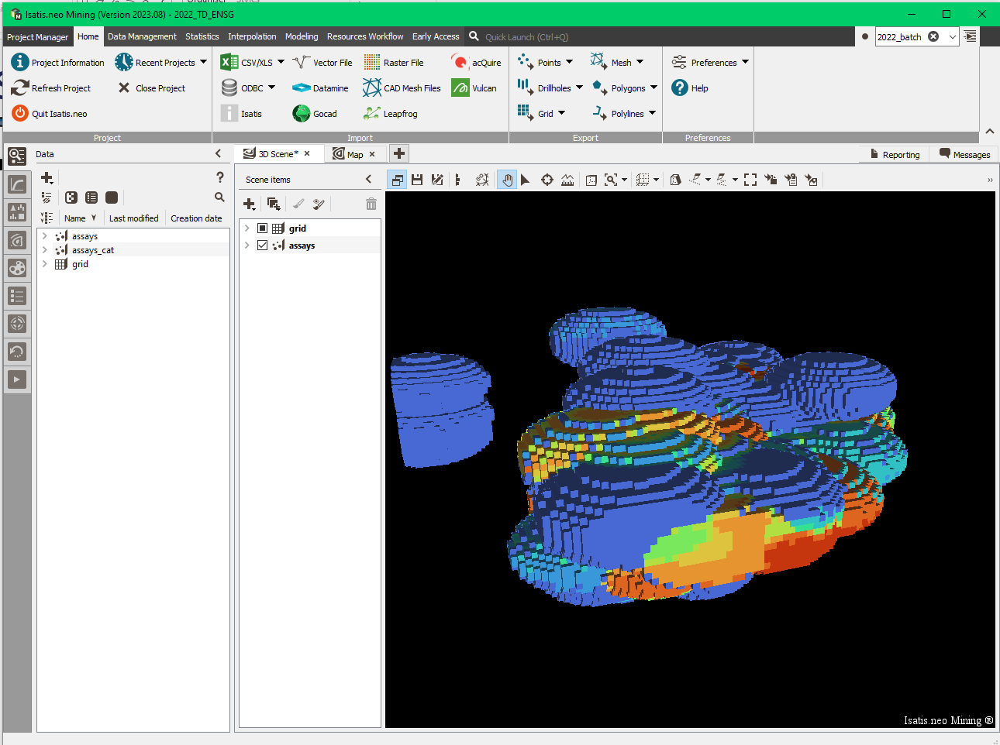 Isatis.neo Mining (Version 2023.08) - 2022_TD_ENSG
Project Manager Home Data Management Statistics Interpolation Modeling Resources Workflow Early Access Quick Launch (Ctrl+Q) 2022_batch
Project Information Recent Projects CSV/XLS Vector File Raster File acQuire Points Mesh Preferences
Refresh Project Close Project ODBC Datamine CAD Mesh Files Vulcan Drillholes Polygons Help
Quit Isatis.neo Isatis Gocad Leapfrog Grid Polylines
Project Import Export Preferences
Data 3D Scene* Map Reporting Messages
Scene items
Name Last modified Creation date
assays
assays_cat
grid
grid
assays
Isatis.neo Mining ®